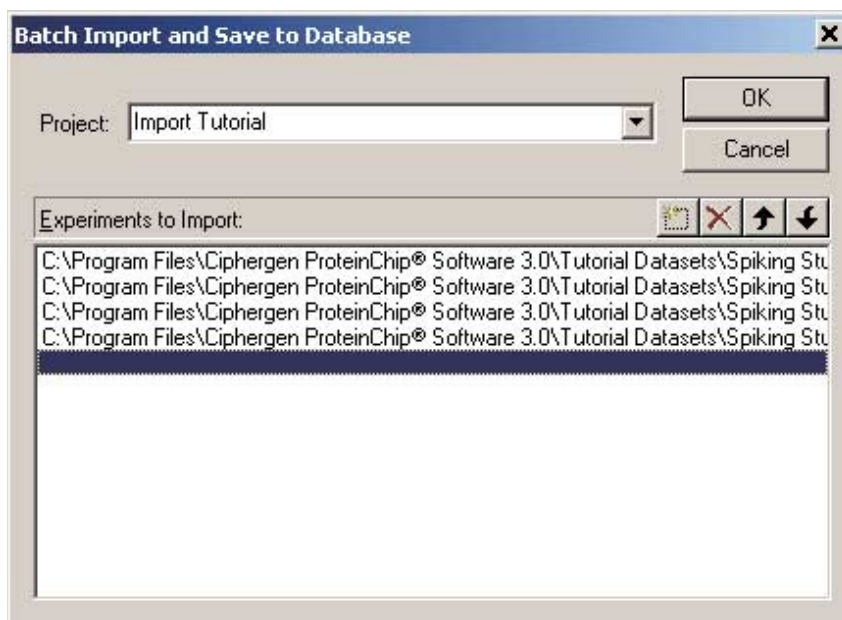 Batch Import and Save to Database
Project: Import Tutorial
OK
Cancel
Experiments to Import:
C:\Program Files\Ciphergen ProteinChip® Software 3.0\Tutorial Datasets\Spiking Stu
C:\Program Files\Ciphergen ProteinChip® Software 3.0\Tutorial Datasets\Spiking Stu
C:\Program Files\Ciphergen ProteinChip® Software 3.0\Tutorial Datasets\Spiking Stu
C:\Program Files\Ciphergen ProteinChip® Software 3.0\Tutorial Datasets\Spiking Stu